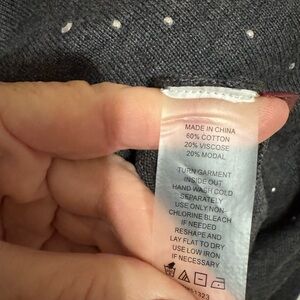 MADE IN CHINA
60% COTTON
20% VISCOSE
20% MODAL
TURN GARMENT
INSIDE OUT
HAND WASH COLD
SEPARATELY
USE ONLY NON
CHLORINE BLEACH
IF NEEDED
RESHAPE AND
LAY FLAT TO DRY
USE LOW IRON
IF NECESSARY